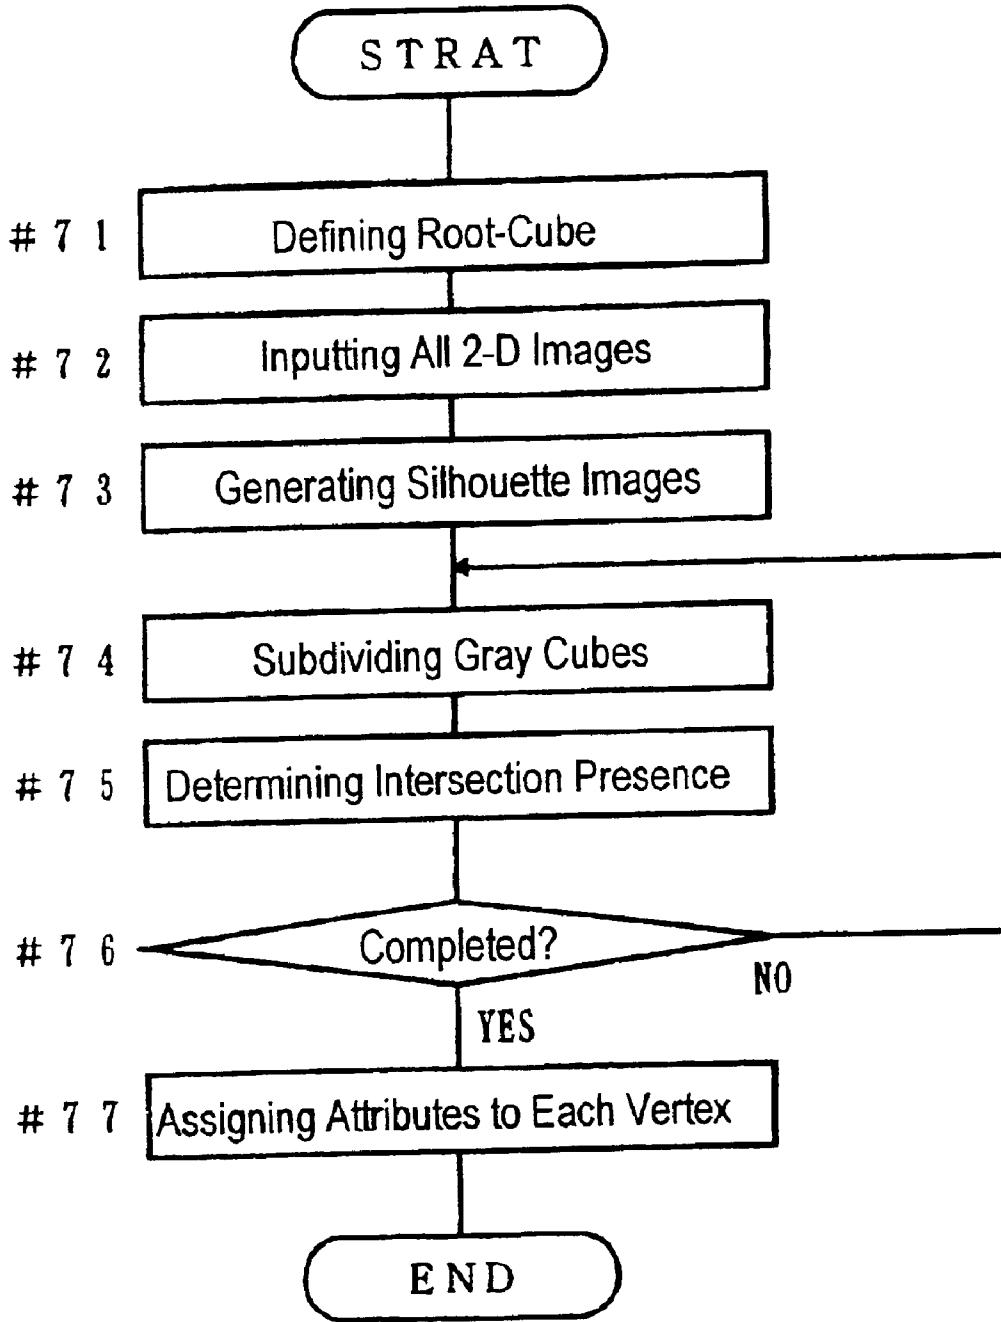 STRAT
#71 Defining Root-Cube
#72 Inputting All 2-D Images
#73 Generating Silhouette Images
#74 Subdividing Gray Cubes
#75 Determining Intersection Presence
#76 Completed?
NO
YES
#77 Assigning Attributes to Each Vertex
END